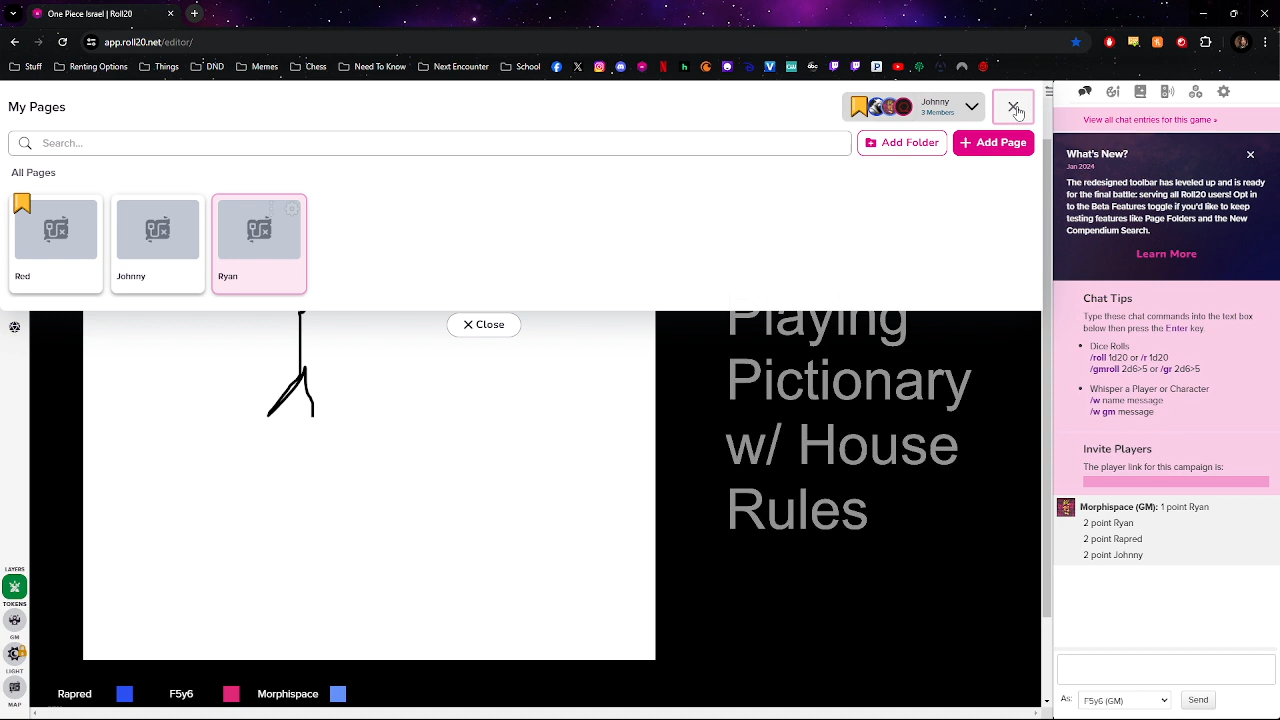 One Piece Israel | Roll20
app.roll20.net/editor/
Stuff
Renting Options
Things
DND
Memes
Chess
Need To Know
Next Encounter
School
My Pages
Johnny
3 Members
Search...
Add Folder
Add Page
All Pages
Red
Johnny
Ryan
Close
Playing
Pictionary
w/ House
Rules
LAYERS
TOKENS
GM
LIGHT
MAP
Rapred
F5y6
Morphispace
View all chat entries for this game »
What's New?
Jan 2024
The redesigned toolbar has leveled up and is ready
for the final battle: serving all Roll20 users! Opt in
to the Beta Features toggle if you'd like to keep
testing features like Page Folders and the New
Compendium Search.
Learn More
Chat Tips
Type these chat commands into the text box
below then press the Enter key.
• Dice Rolls
/roll 1d20 or /r 1d20
/gmroll 2d6>5 or /gr 2d6>5
• Whisper a Player or Character
/w name message
/w gm message
Invite Players
The player link for this campaign is:
Morphispace (GM): 1 point Ryan
2 point Ryan
2 point Rapred
2 point Johnny
As:
F5y6 (GM)
Send